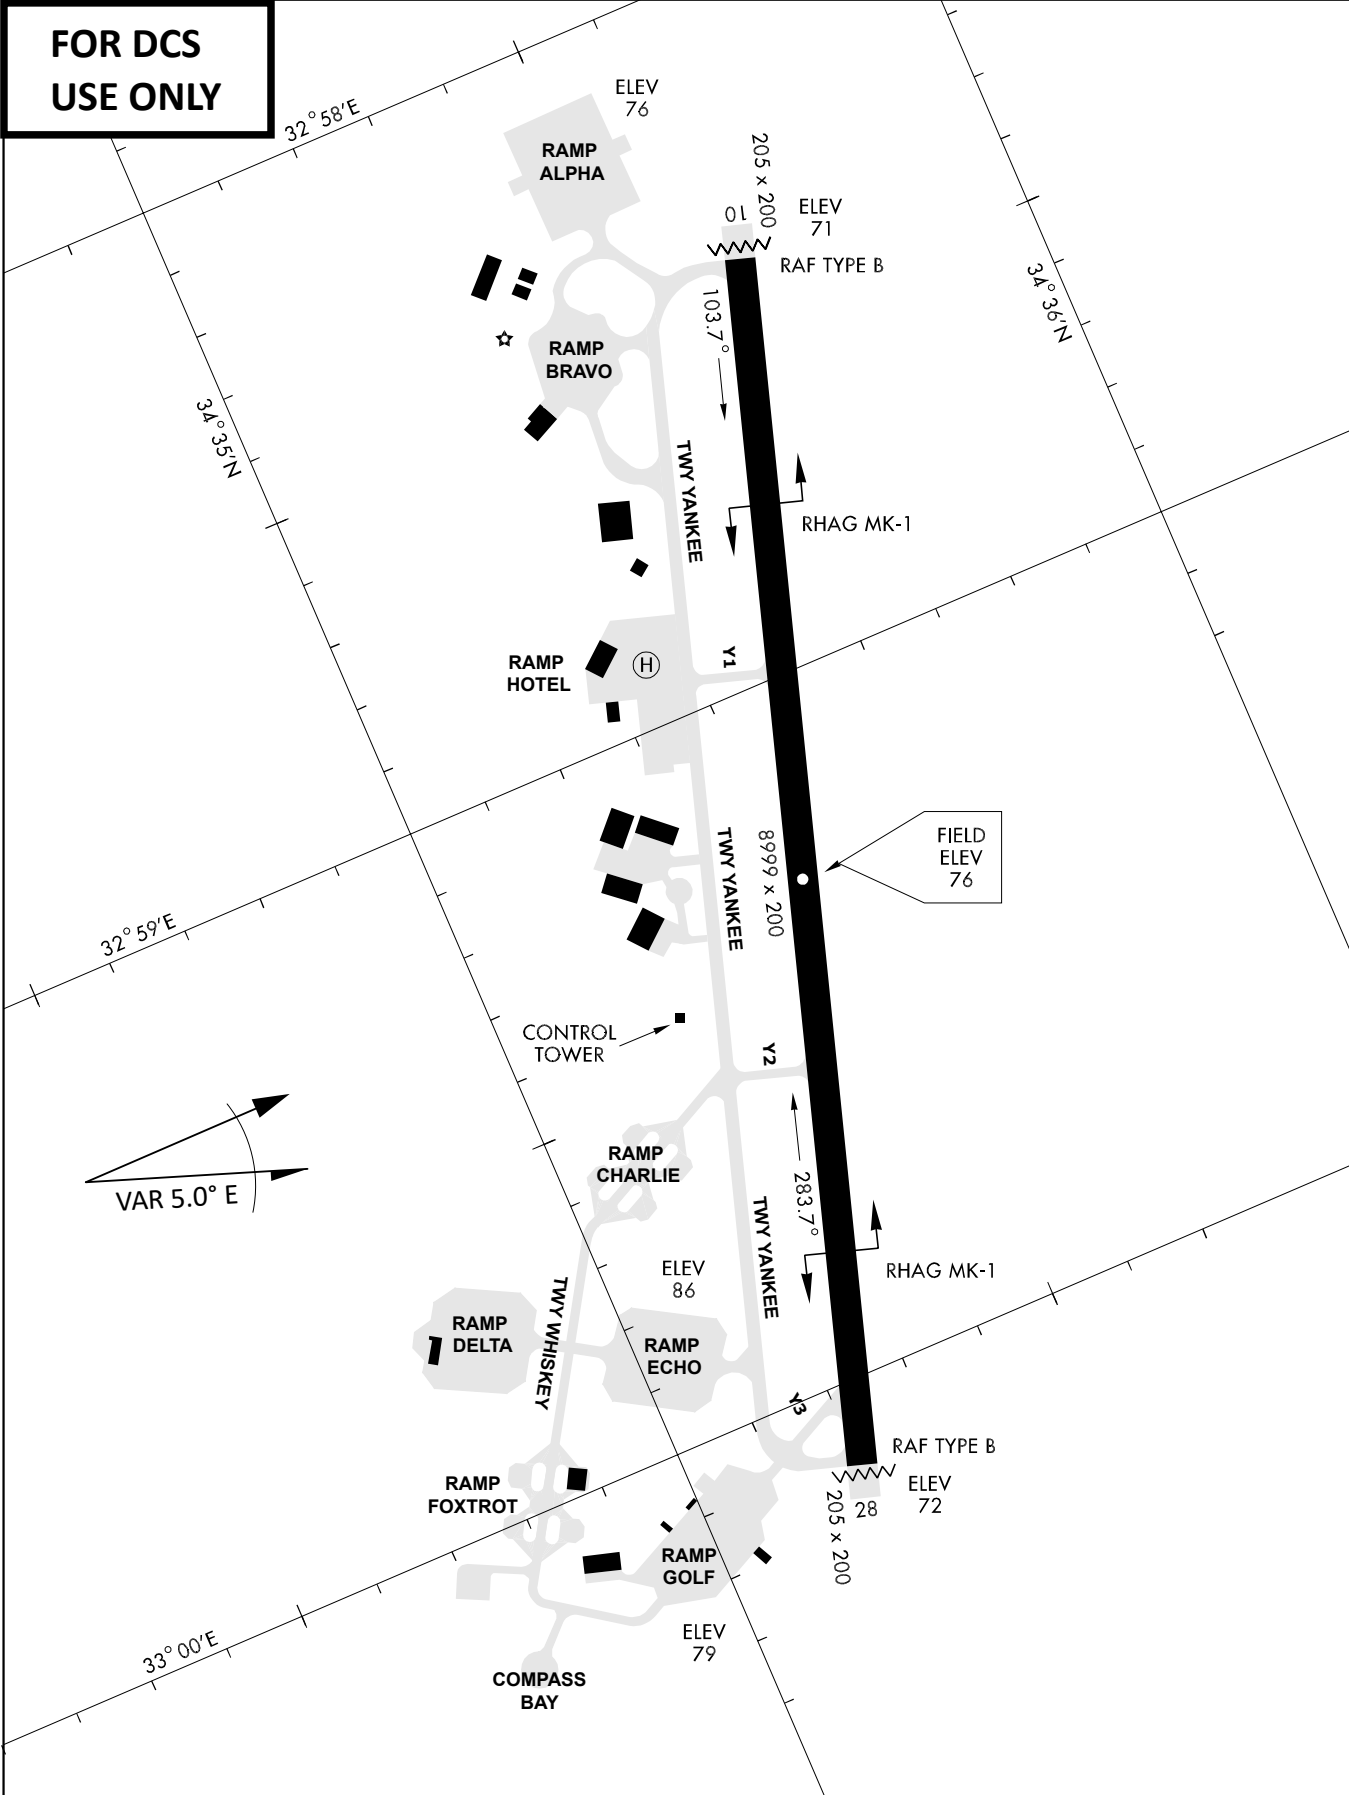 FOR DCS
USE ONLY
32°58'E
ELEV
76
RAMP
ALPHA
205 x 200
10
ELEV
71
RAF TYPE B
34°36'N
103.7°
RAMP
BRAVO
34°35'N
TWY YANKEE
RHAG MK-1
RAMP
HOTEL
H
Y1
TWY YANKEE
8999 x 200
FIELD
ELEV
76
32°59'E
CONTROL
TOWER
Y2
VAR 5.0° E
RAMP
CHARLIE
283.7°
TWY YANKEE
ELEV
86
RHAG MK-1
TWY WHISKEY
RAMP
DELTA
RAMP
ECHO
Y3
RAF TYPE B
ELEV
72
28
205 x 200
RAMP
FOXTROT
RAMP
GOLF
ELEV
79
33°00'E
COMPASS
BAY